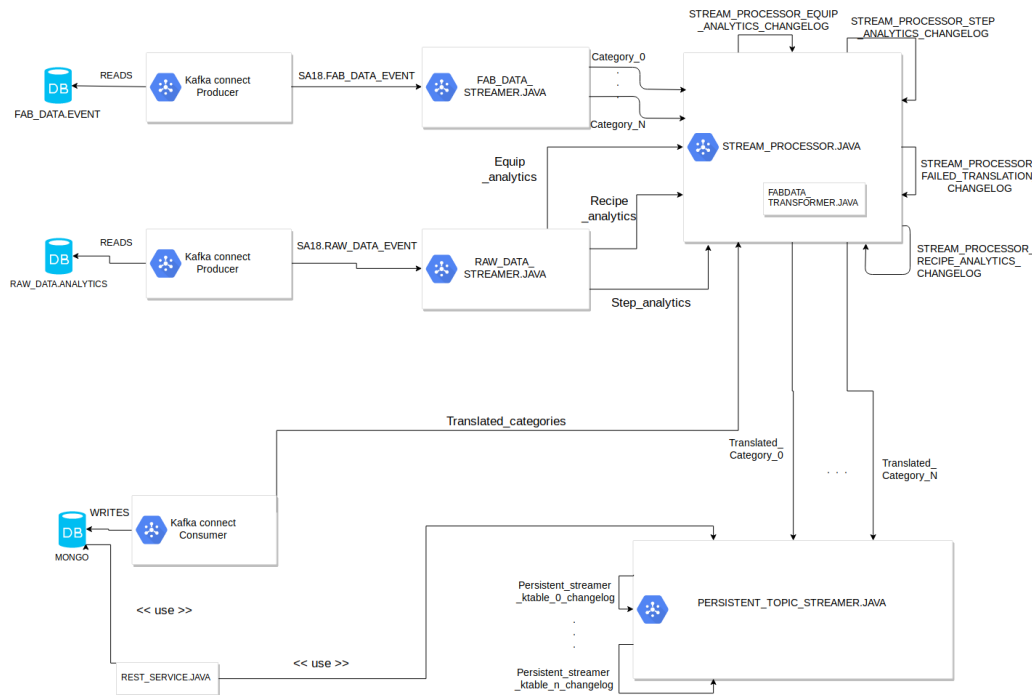 STREAM_PROCESSOR_EQUIP
_ANALYTICS_CHANGELOG
STREAM_PROCESSOR_STEP
_ANALYTICS_CHANGELOG
READS
DB
FAB_DATA.EVENT
Kafka connect
Producer
SA18.FAB_DATA_EVENT
FAB_DATA_
STREAMER.JAVA
Category_0
.
.
.
Category_N
STREAM_PROCESSOR.JAVA
FABDATA_
TRANSFORMER.JAVA
STREAM_PROCESSOR_
FAILED_TRANSLATION
CHANGELOG
STREAM_PROCESSOR_
RECIPE_ANALYTICS_
CHANGELOG
Equip
_analytics
Recipe
_analytics
READS
DB
RAW_DATA.ANALYTICS
Kafka connect
Producer
SA18.RAW_DATA_EVENT
RAW_DATA_
STREAMER.JAVA
Step_analytics
Translated_categories
Translated_
Category_0
. . .
Translated_
Category_N
WRITES
DB
MONGO
Kafka connect
Consumer
<< use >>
<< use >>
REST_SERVICE.JAVA
Persistent_streamer
_ktable_0_changelog
.
.
.
Persistent_streamer
_ktable_n_changelog
PERSISTENT_TOPIC_STREAMER.JAVA